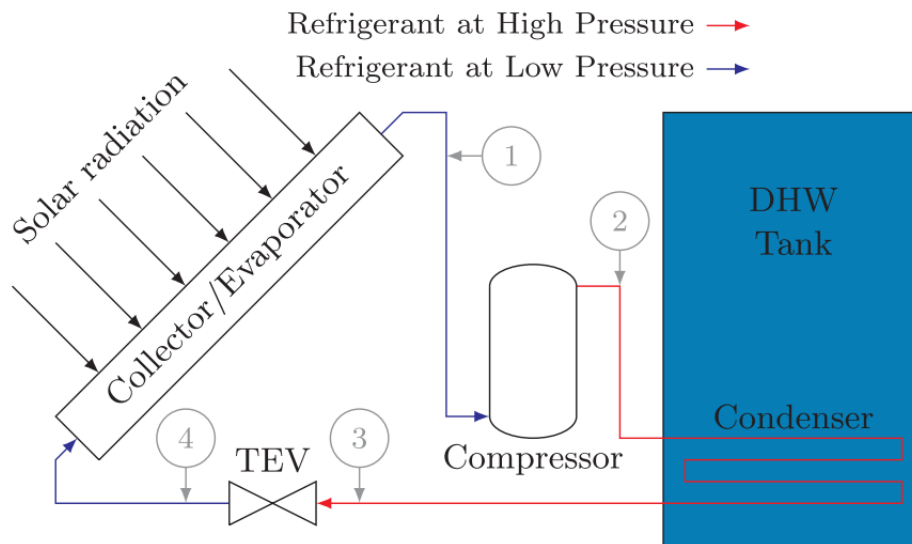 Refrigerant at High Pressure
Refrigerant at Low Pressure
Solar radiation
Collector/Evaporator
1
2
DHW
Tank
Condenser
Compressor
4
TEV
3